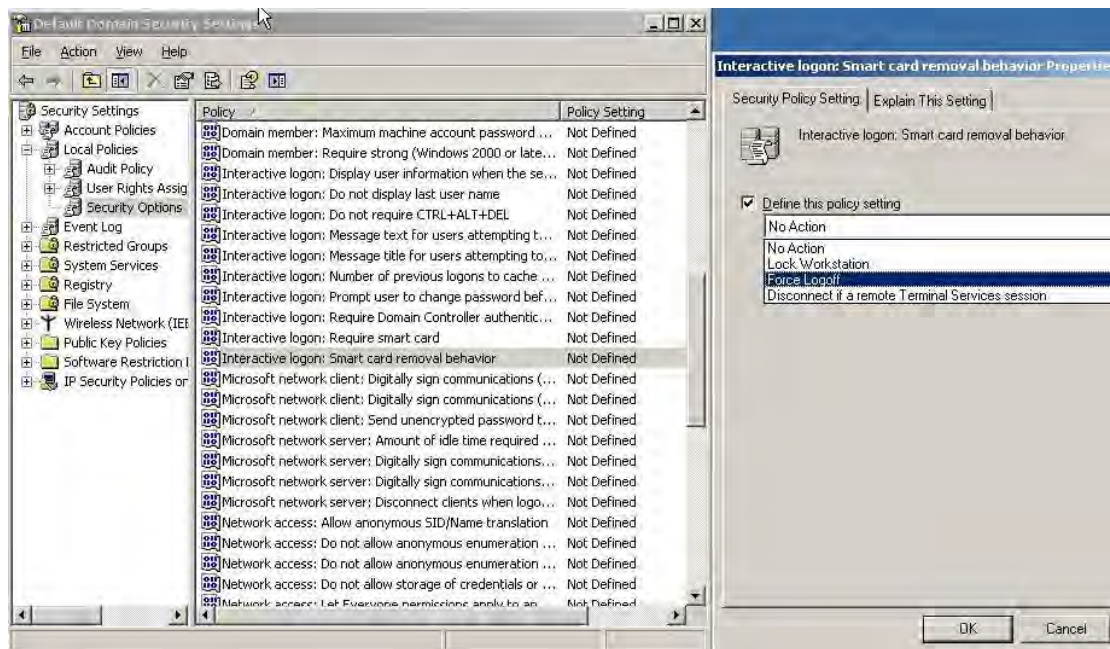 Default Domain Security Settings
File Action View Help
Security Settings
Account Policies
Local Policies
Audit Policy
User Rights Assig
Security Options
Event Log
Restricted Groups
System Services
Registry
File System
Wireless Network (IEE
Public Key Policies
Software Restriction
IP Security Policies or
Policy Policy Setting
Domain member: Maximum machine account password ... Not Defined
Domain member: Require strong (Windows 2000 or late... Not Defined
Interactive logon: Display user information when the se... Not Defined
Interactive logon: Do not display last user name Not Defined
Interactive logon: Do not require CTRL+ALT+DEL Not Defined
Interactive logon: Message text for users attempting t... Not Defined
Interactive logon: Message title for users attempting to... Not Defined
Interactive logon: Number of previous logons to cache ... Not Defined
Interactive logon: Prompt user to change password bef... Not Defined
Interactive logon: Require Domain Controller authentic... Not Defined
Interactive logon: Require smart card Not Defined
Interactive logon: Smart card removal behavior Not Defined
Microsoft network client: Digitally sign communications (... Not Defined
Microsoft network client: Digitally sign communications (... Not Defined
Microsoft network client: Send unencrypted password t... Not Defined
Microsoft network server: Amount of idle time required ... Not Defined
Microsoft network server: Digitally sign communications... Not Defined
Microsoft network server: Digitally sign communications... Not Defined
Microsoft network server: Disconnect clients when logo... Not Defined
Network access: Allow anonymous SID/Name translation Not Defined
Network access: Do not allow anonymous enumeration ... Not Defined
Network access: Do not allow anonymous enumeration ... Not Defined
Network access: Do not allow storage of credentials or ... Not Defined
Network access: Let Everyone permissions apply to an Not Defined
Interactive logon: Smart card removal behavior Propertie
Security Policy Setting Explain This Setting
Interactive logon: Smart card removal behavior
Define this policy setting
No Action
No Action
Lock Workstation
Force Logoff
Disconnect if a remote Terminal Services session
OK Cancel